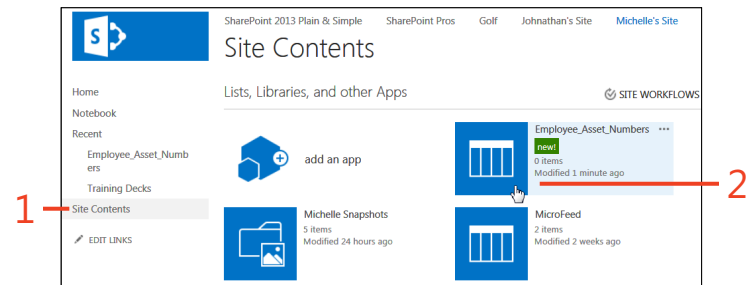 SharePoint 2013 Plain & Simple SharePoint Pros Golf Johnathan's Site Michelle's Site
S
Site Contents
Home
Notebook
Recent
Employee_Asset_Numb
ers
Training Decks
Site Contents
EDIT LINKS
1
Lists, Libraries, and other Apps
SITE WORKFLOWS
add an app
Employee_Asset_Numbers ...
new!
0 items
Modified 1 minute ago
2
Michelle Snapshots
5 items
Modified 24 hours ago
MicroFeed
2 items
Modified 2 weeks ago